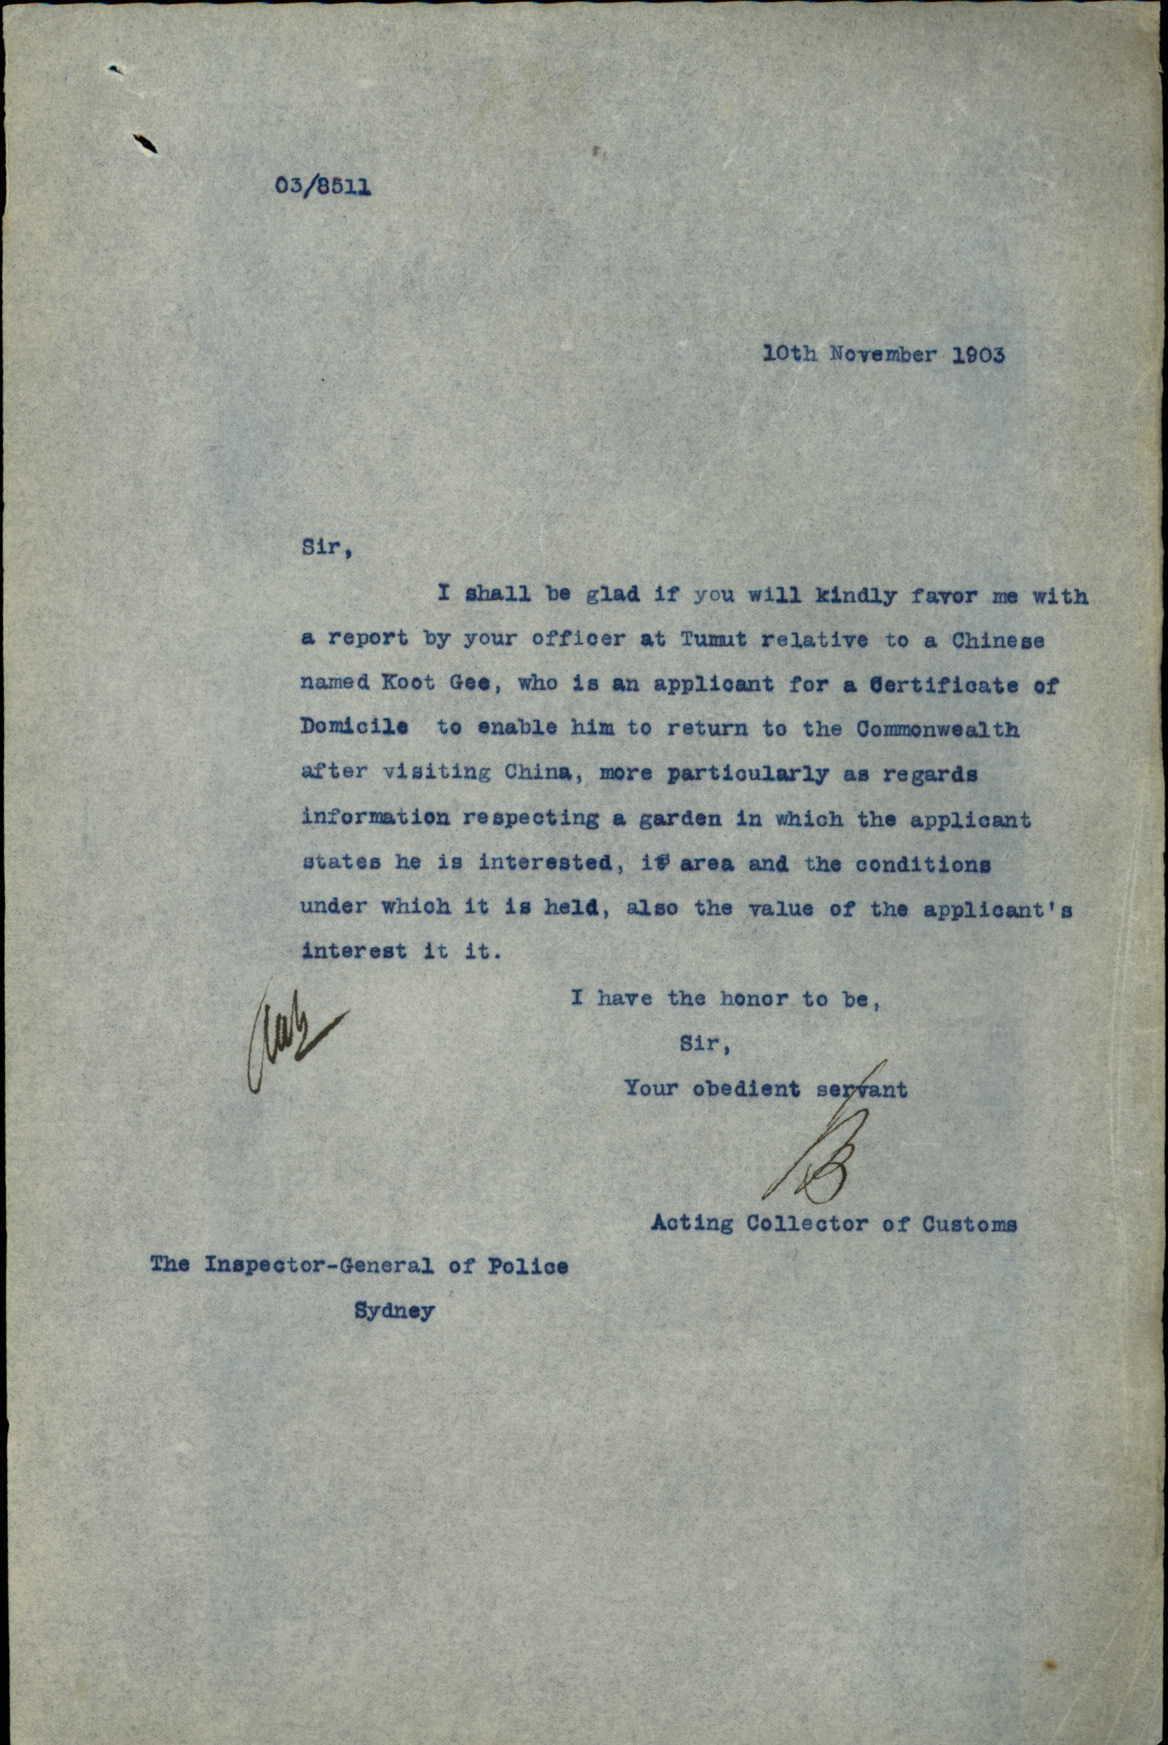 03/8511
10th November 1903
Sir,
I shall be glad if you will kindly favor me with
a report by your officer at Tumut relative to a Chinese
named Koot Gee, who is an applicant for a Certificate of
Domicile to enable him to return to the Commonwealth
after visiting China, more particularly as regards
information respecting a garden in which the applicant
states he is interested, its area and the conditions
under which it is held, also the value of the applicant's
interest it it.
I have the honor to be,
Sir,
Your obedient servant
Acting Collector of Customs
The Inspector-General of Police
Sydney